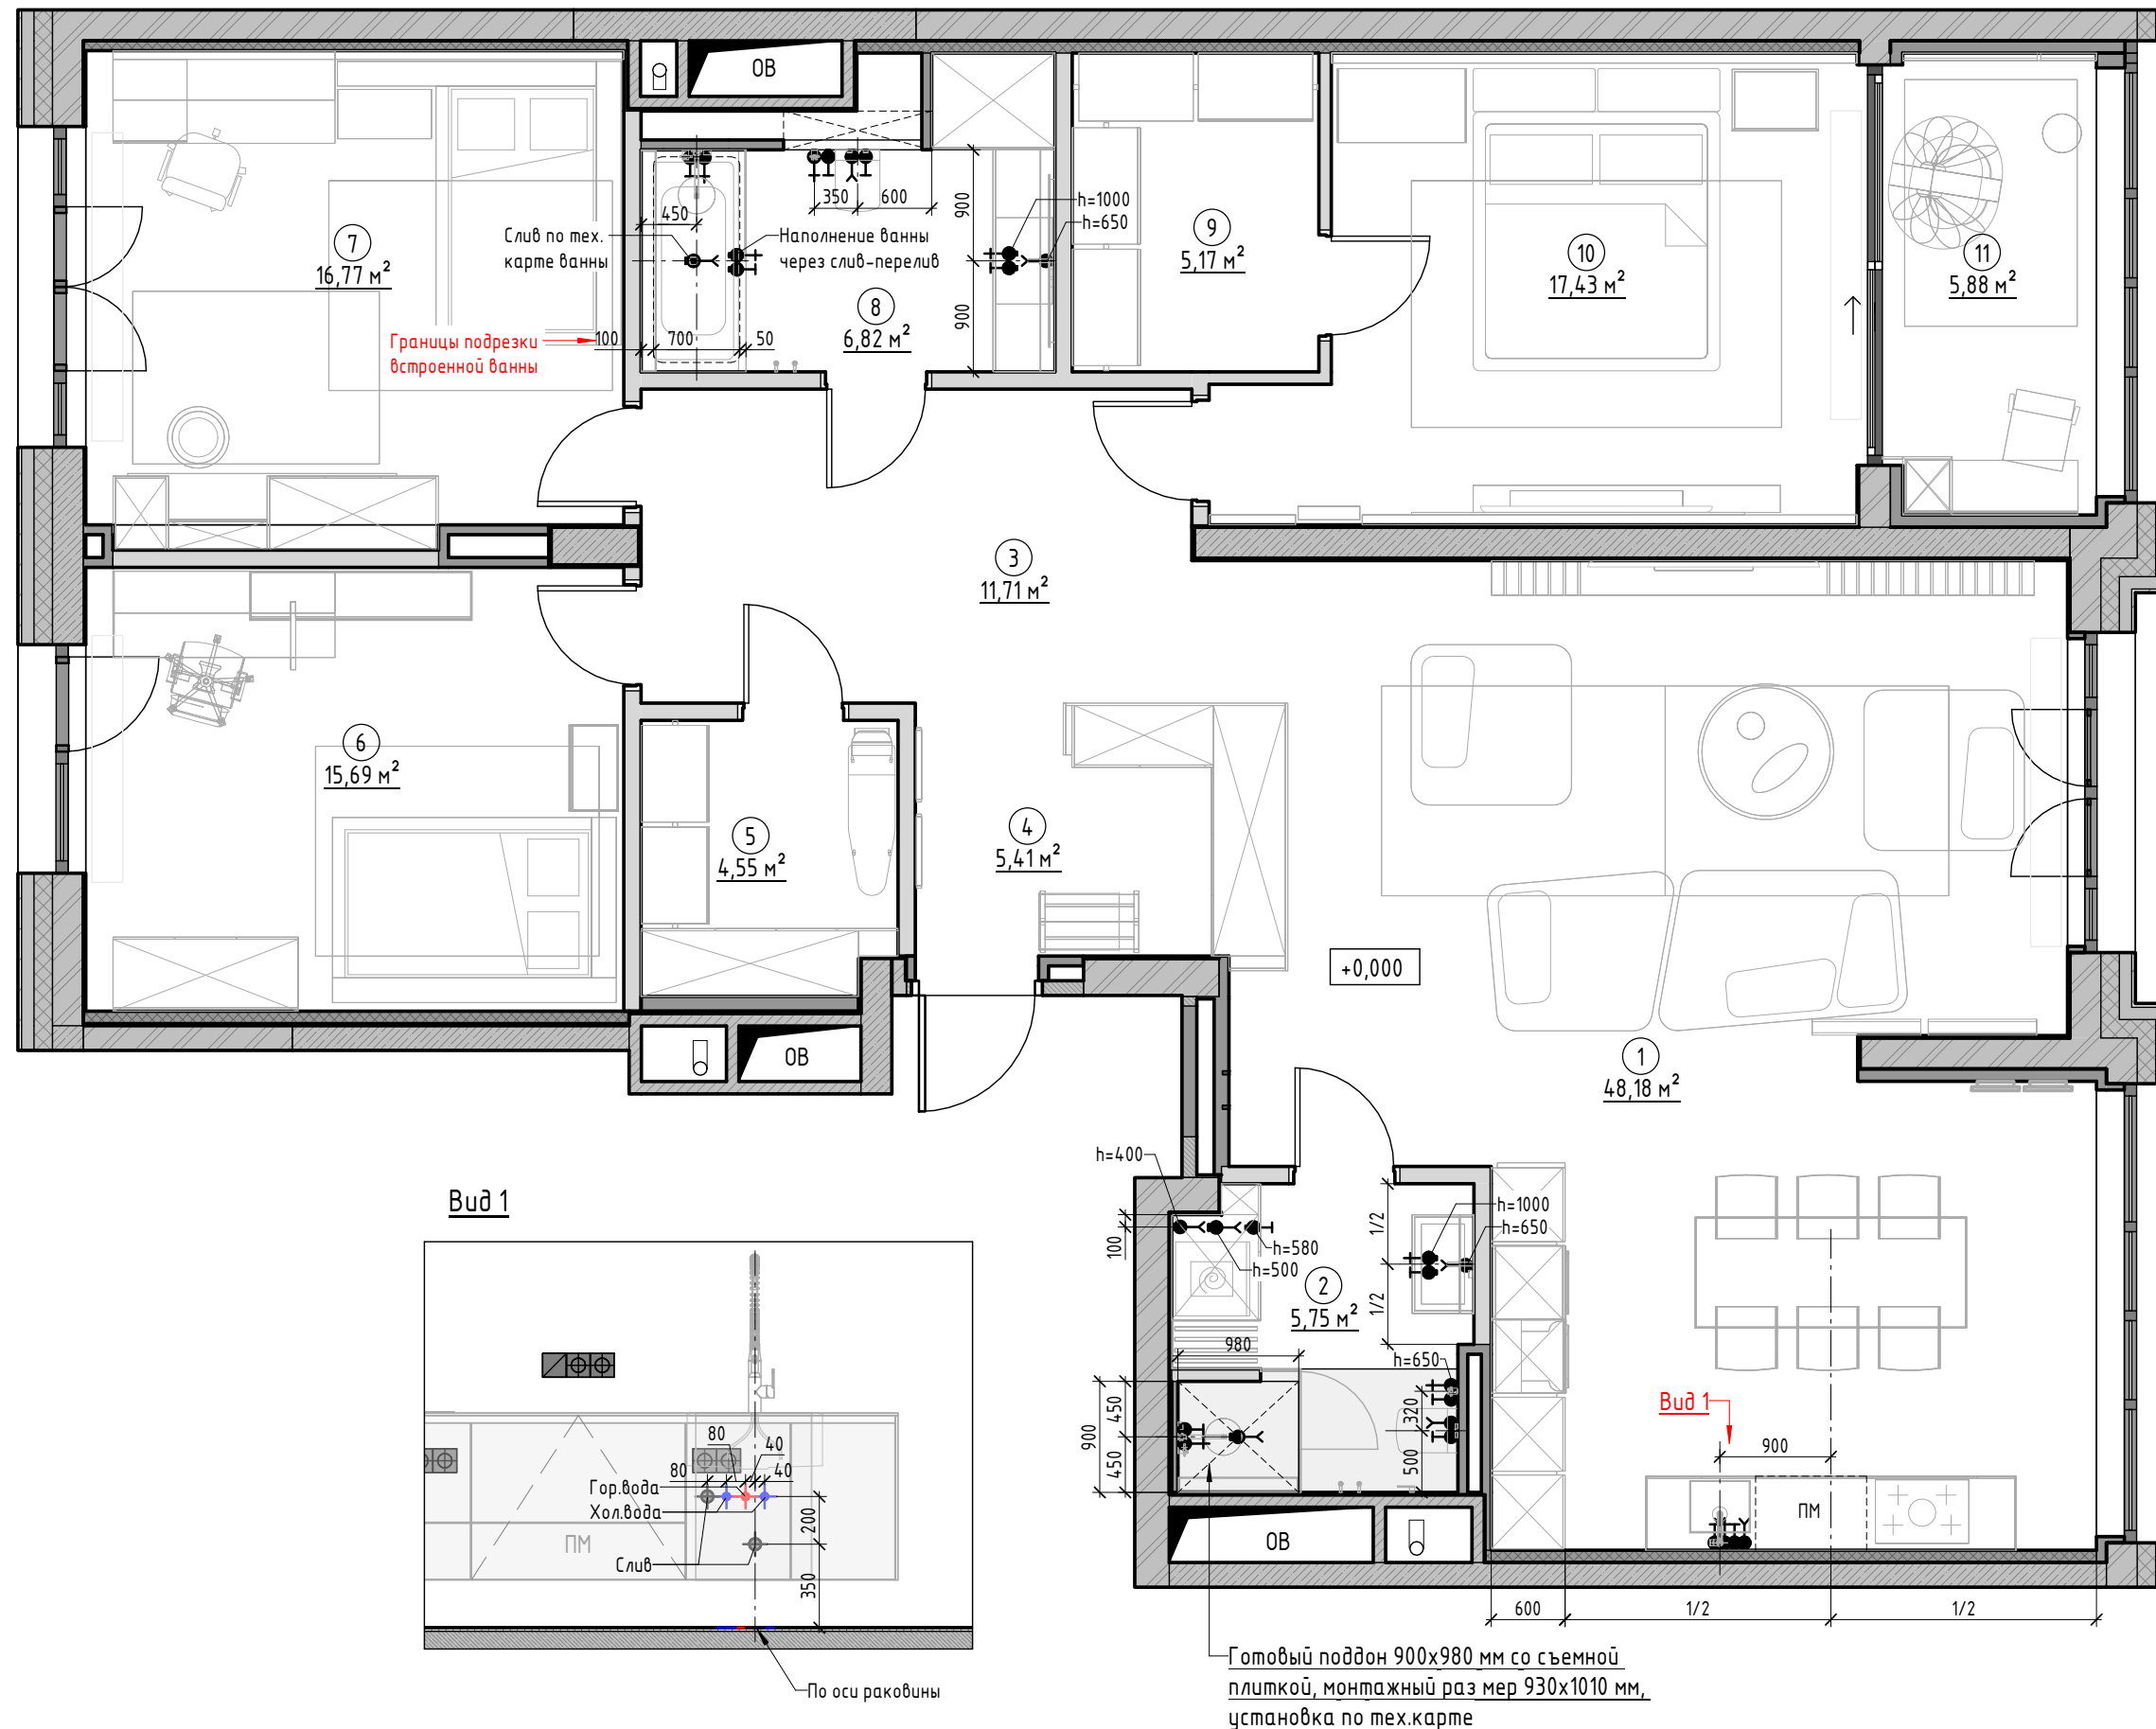 ОВ
7
16,77 м²
350
600
450
900
900
h=1000
h=650
Слив по тех.
карте ванны
Наполнение ванны
через слив-перелив
8
6,82 м²
Границы подрезки
встроенной ванны
100
700
50
9
5,17 м²
10
17,43 м²
11
5,88 м²
3
11,71 м²
6
15,69 м²
5
4,55 м²
4
5,41 м²
+0,000
ОВ
1
48,18 м²
h=400
100
h=580
h=500
1/2
1/2
h=1000
h=650
2
5,75 м²
980
h=650
900
450
450
320
500
ОВ
Вид 1
900
ПМ
600
1/2
1/2
Готовый поддон 900х980 мм со съемной
плиткой, монтажный раз мер 930х1010 мм,
установка по тех.карте
Вид 1
80
40
80
40
Гор.вода
Хол.вода
Слив
ПМ
200
350
По оси раковины